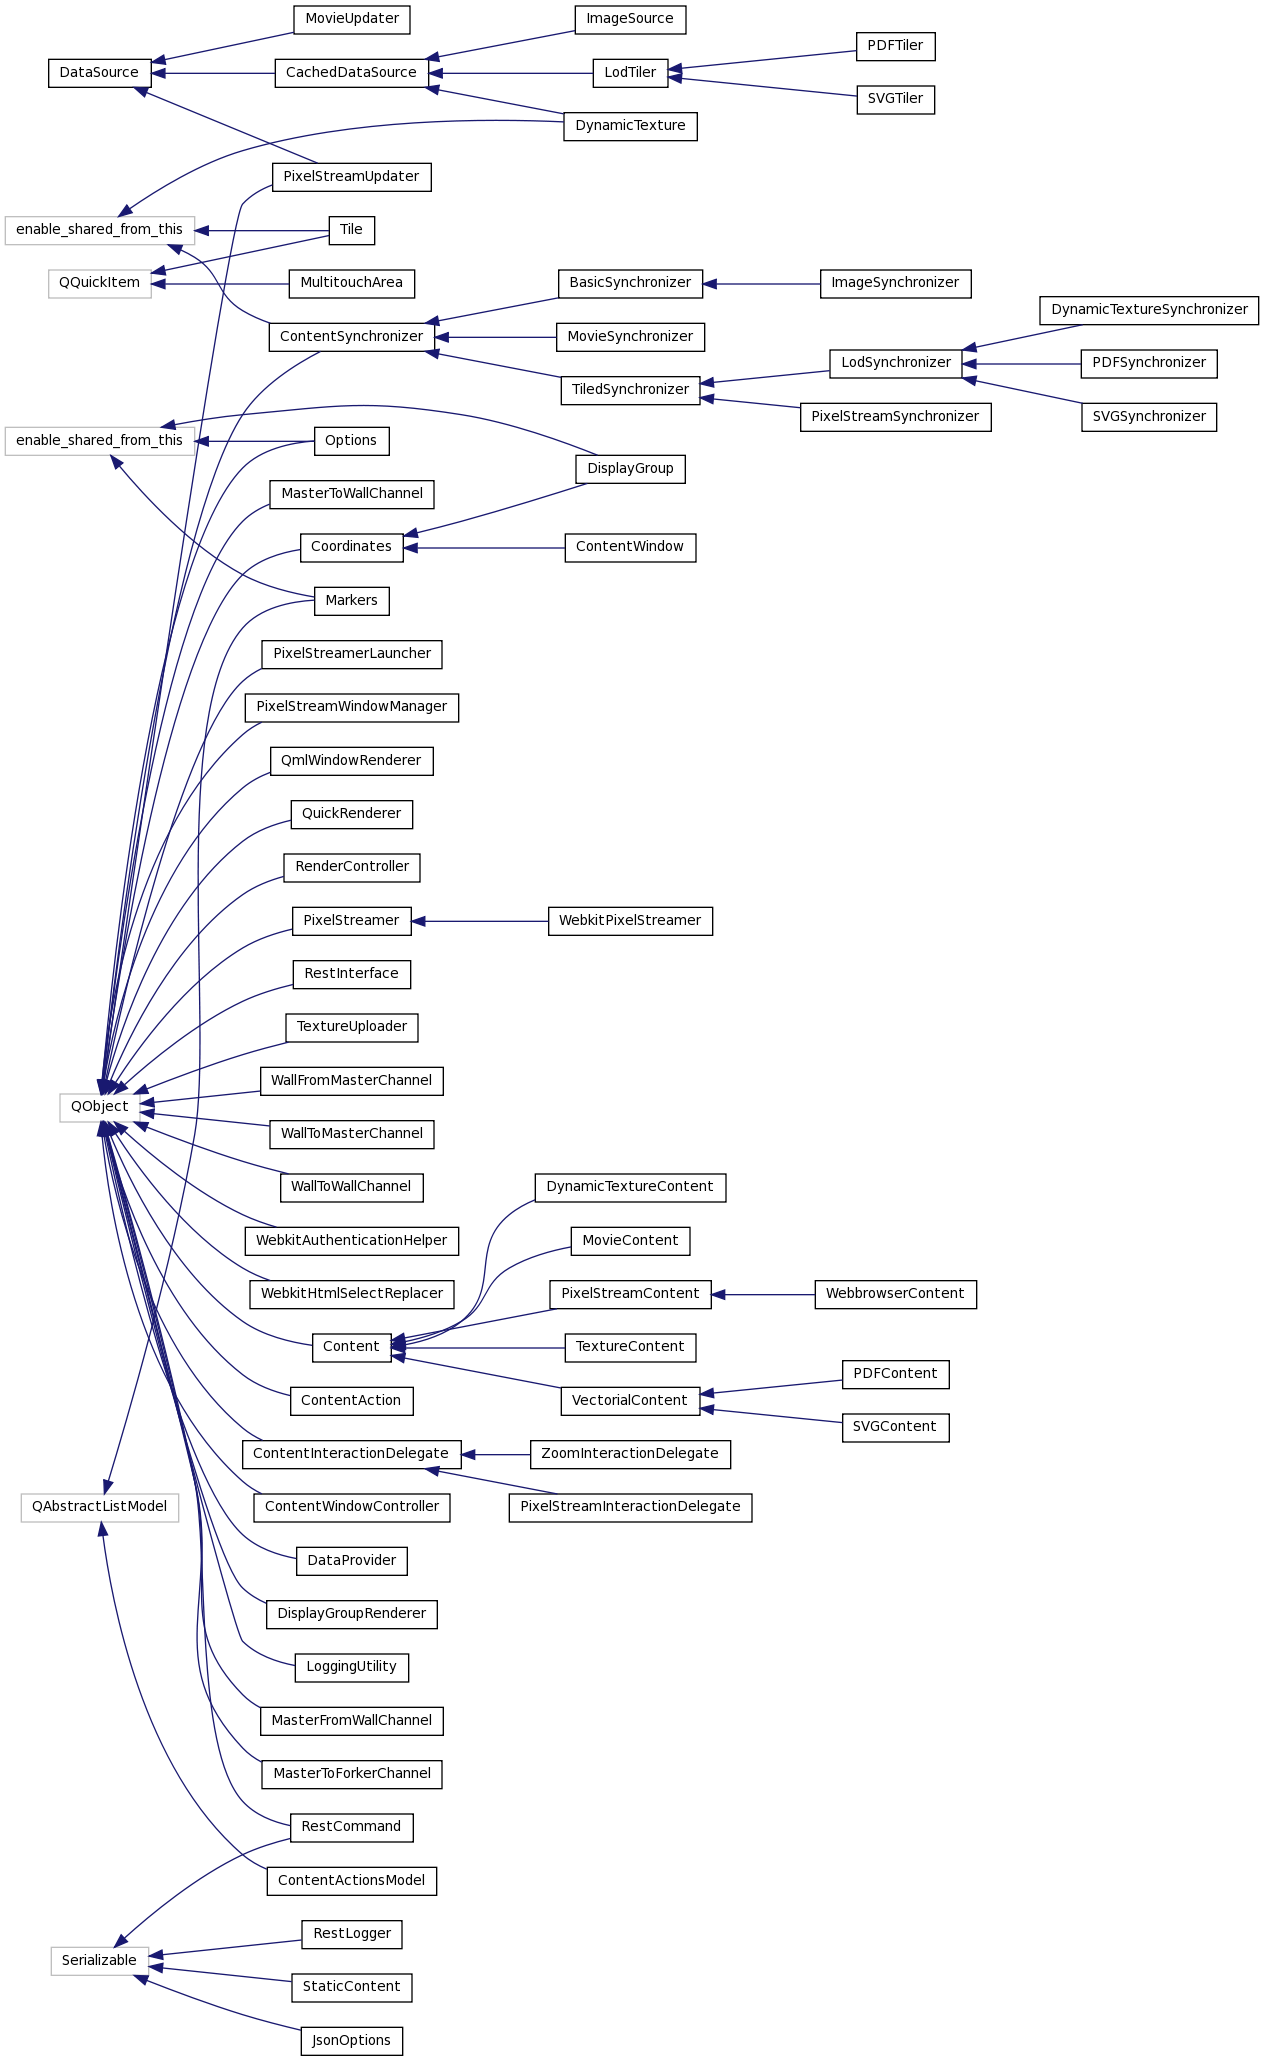 MovieUpdater
ImageSource
PDFTiler
DataSource
CachedDataSource
LodTiler
SVGTiler
DynamicTexture
PixelStreamUpdater
enable_shared_from_this
Tile
QQuickItem
MultitouchArea
BasicSynchronizer
ImageSynchronizer
DynamicTextureSynchronizer
ContentSynchronizer
MovieSynchronizer
LodSynchronizer
PDFSynchronizer
TiledSynchronizer
PixelStreamSynchronizer
SVGSynchronizer
enable_shared_from_this
Options
DisplayGroup
MasterToWallChannel
Coordinates
ContentWindow
Markers
PixelStreamerLauncher
PixelStreamWindowManager
QmlWindowRenderer
QuickRenderer
RenderController
PixelStreamer
WebkitPixelStreamer
RestInterface
TextureUploader
WallFromMasterChannel
QObject
WallToMasterChannel
WallToWallChannel
DynamicTextureContent
WebkitAuthenticationHelper
MovieContent
WebkitHtmlSelectReplacer
PixelStreamContent
WebbrowserContent
Content
TextureContent
PDFContent
ContentAction
VectorialContent
SVGContent
ContentInteractionDelegate
ZoomInteractionDelegate
QAbstractListModel
ContentWindowController
PixelStreamInteractionDelegate
DataProvider
DisplayGroupRenderer
LoggingUtility
MasterFromWallChannel
MasterToForkerChannel
RestCommand
ContentActionsModel
RestLogger
Serializable
StaticContent
JsonOptions